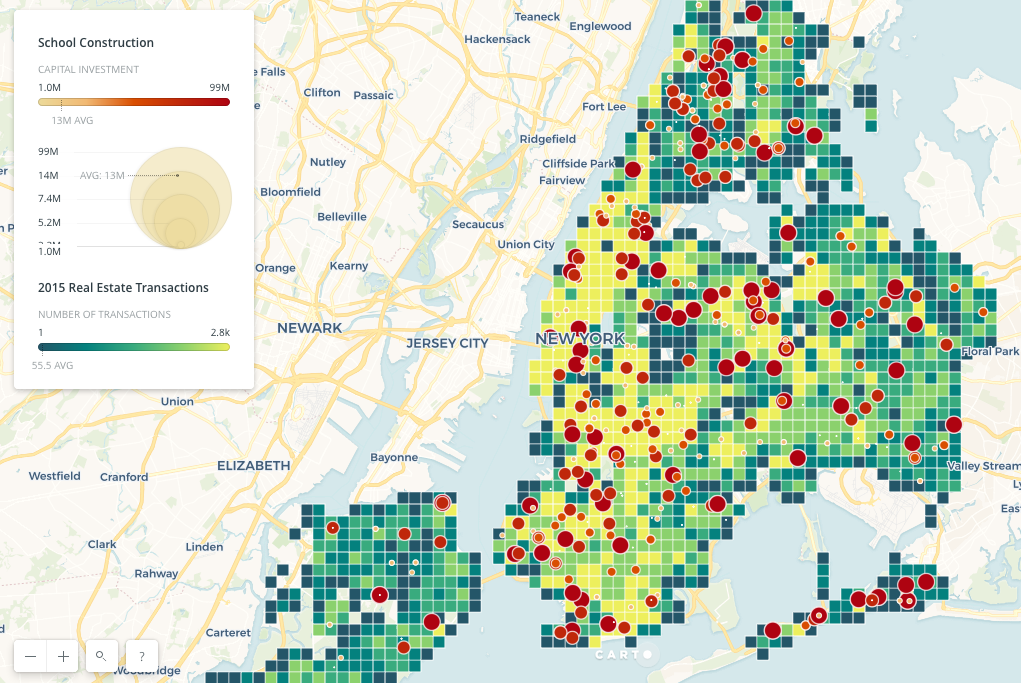 School Construction
CAPITAL INVESTMENT
1.0M 99M
13M AVG
99M
14M AVG: 13M
7.4M
5.2M
1.0M
2015 Real Estate Transactions
NUMBER OF TRANSACTIONS
1 2.8k
55.5 AVG
Teaneck
Englewood
Hackensack
Falls
Clifton
Passaic
Fort Lee
Ridgefield
Nutley
Cliffside Park
Fairview
Bloomfield
Belleville
Secaucus
Union City
Orange
Kearny
NEWARK
NEW YORK
JERSEY CITY
Floral Park
Union
Bayonne
ELIZABETH
Westfield
Cranford
Valley Stream
Clark
Linden
Rahway
Carteret
CARTO
Woodbridge
− + ?